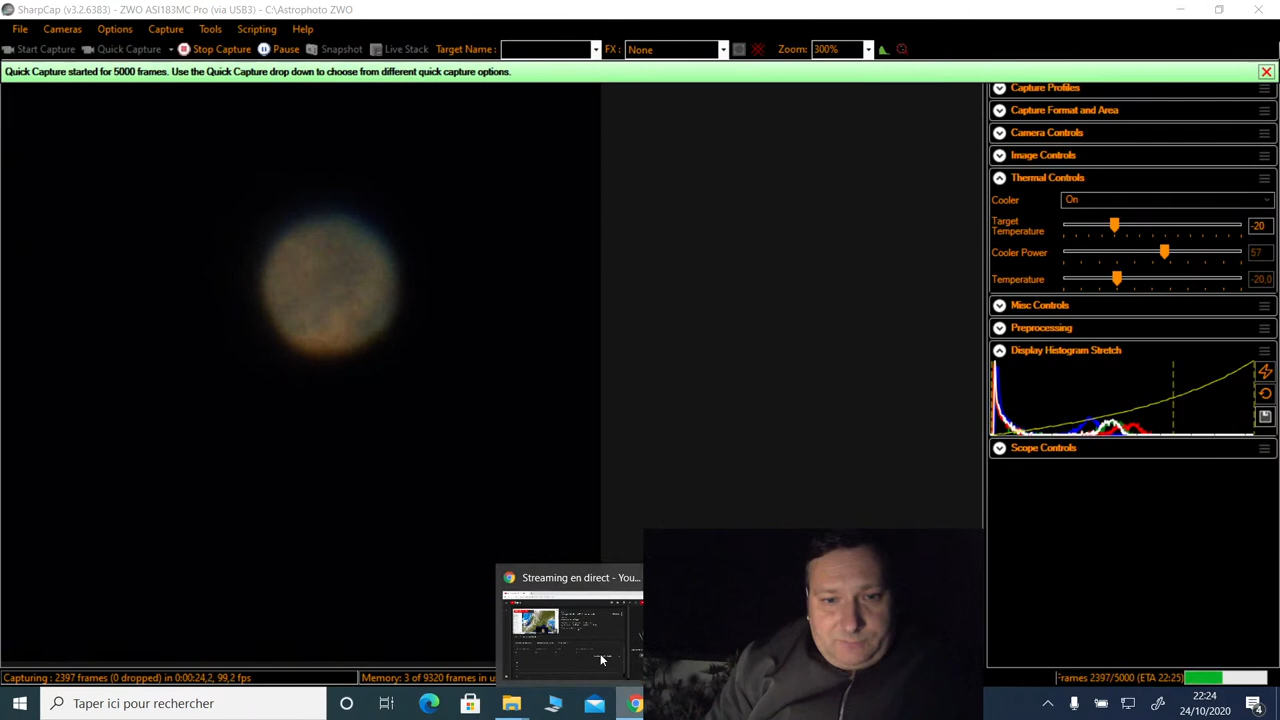 SharpCap (v3.2.6383) - ZWO ASI183MC Pro (via USB3) - C:\Astrophoto ZWO
File Cameras Options Capture Tools Scripting Help
Start Capture Quick Capture Stop Capture Pause Snapshot Live Stack Target Name : FX : None Zoom: 300%
Quick Capture started for 5000 frames. Use the Quick Capture drop down to choose from different quick capture options.
Capture Profiles
Capture Format and Area
Camera Controls
Image Controls
Thermal Controls
Cooler On
Target Temperature -20
Cooler Power 57
Temperature -20,0
Misc Controls
Preprocessing
Display Histogram Stretch
Scope Controls
Streaming en direct - You...
Capturing : 2397 frames (0 dropped) in 0:00:24,2, 99,2 fps
Memory: 3 of 9320 frames in u
rames 2397/5000 (ETA 22:25)
Taper ici pour rechercher
22:24
24/10/2020
4